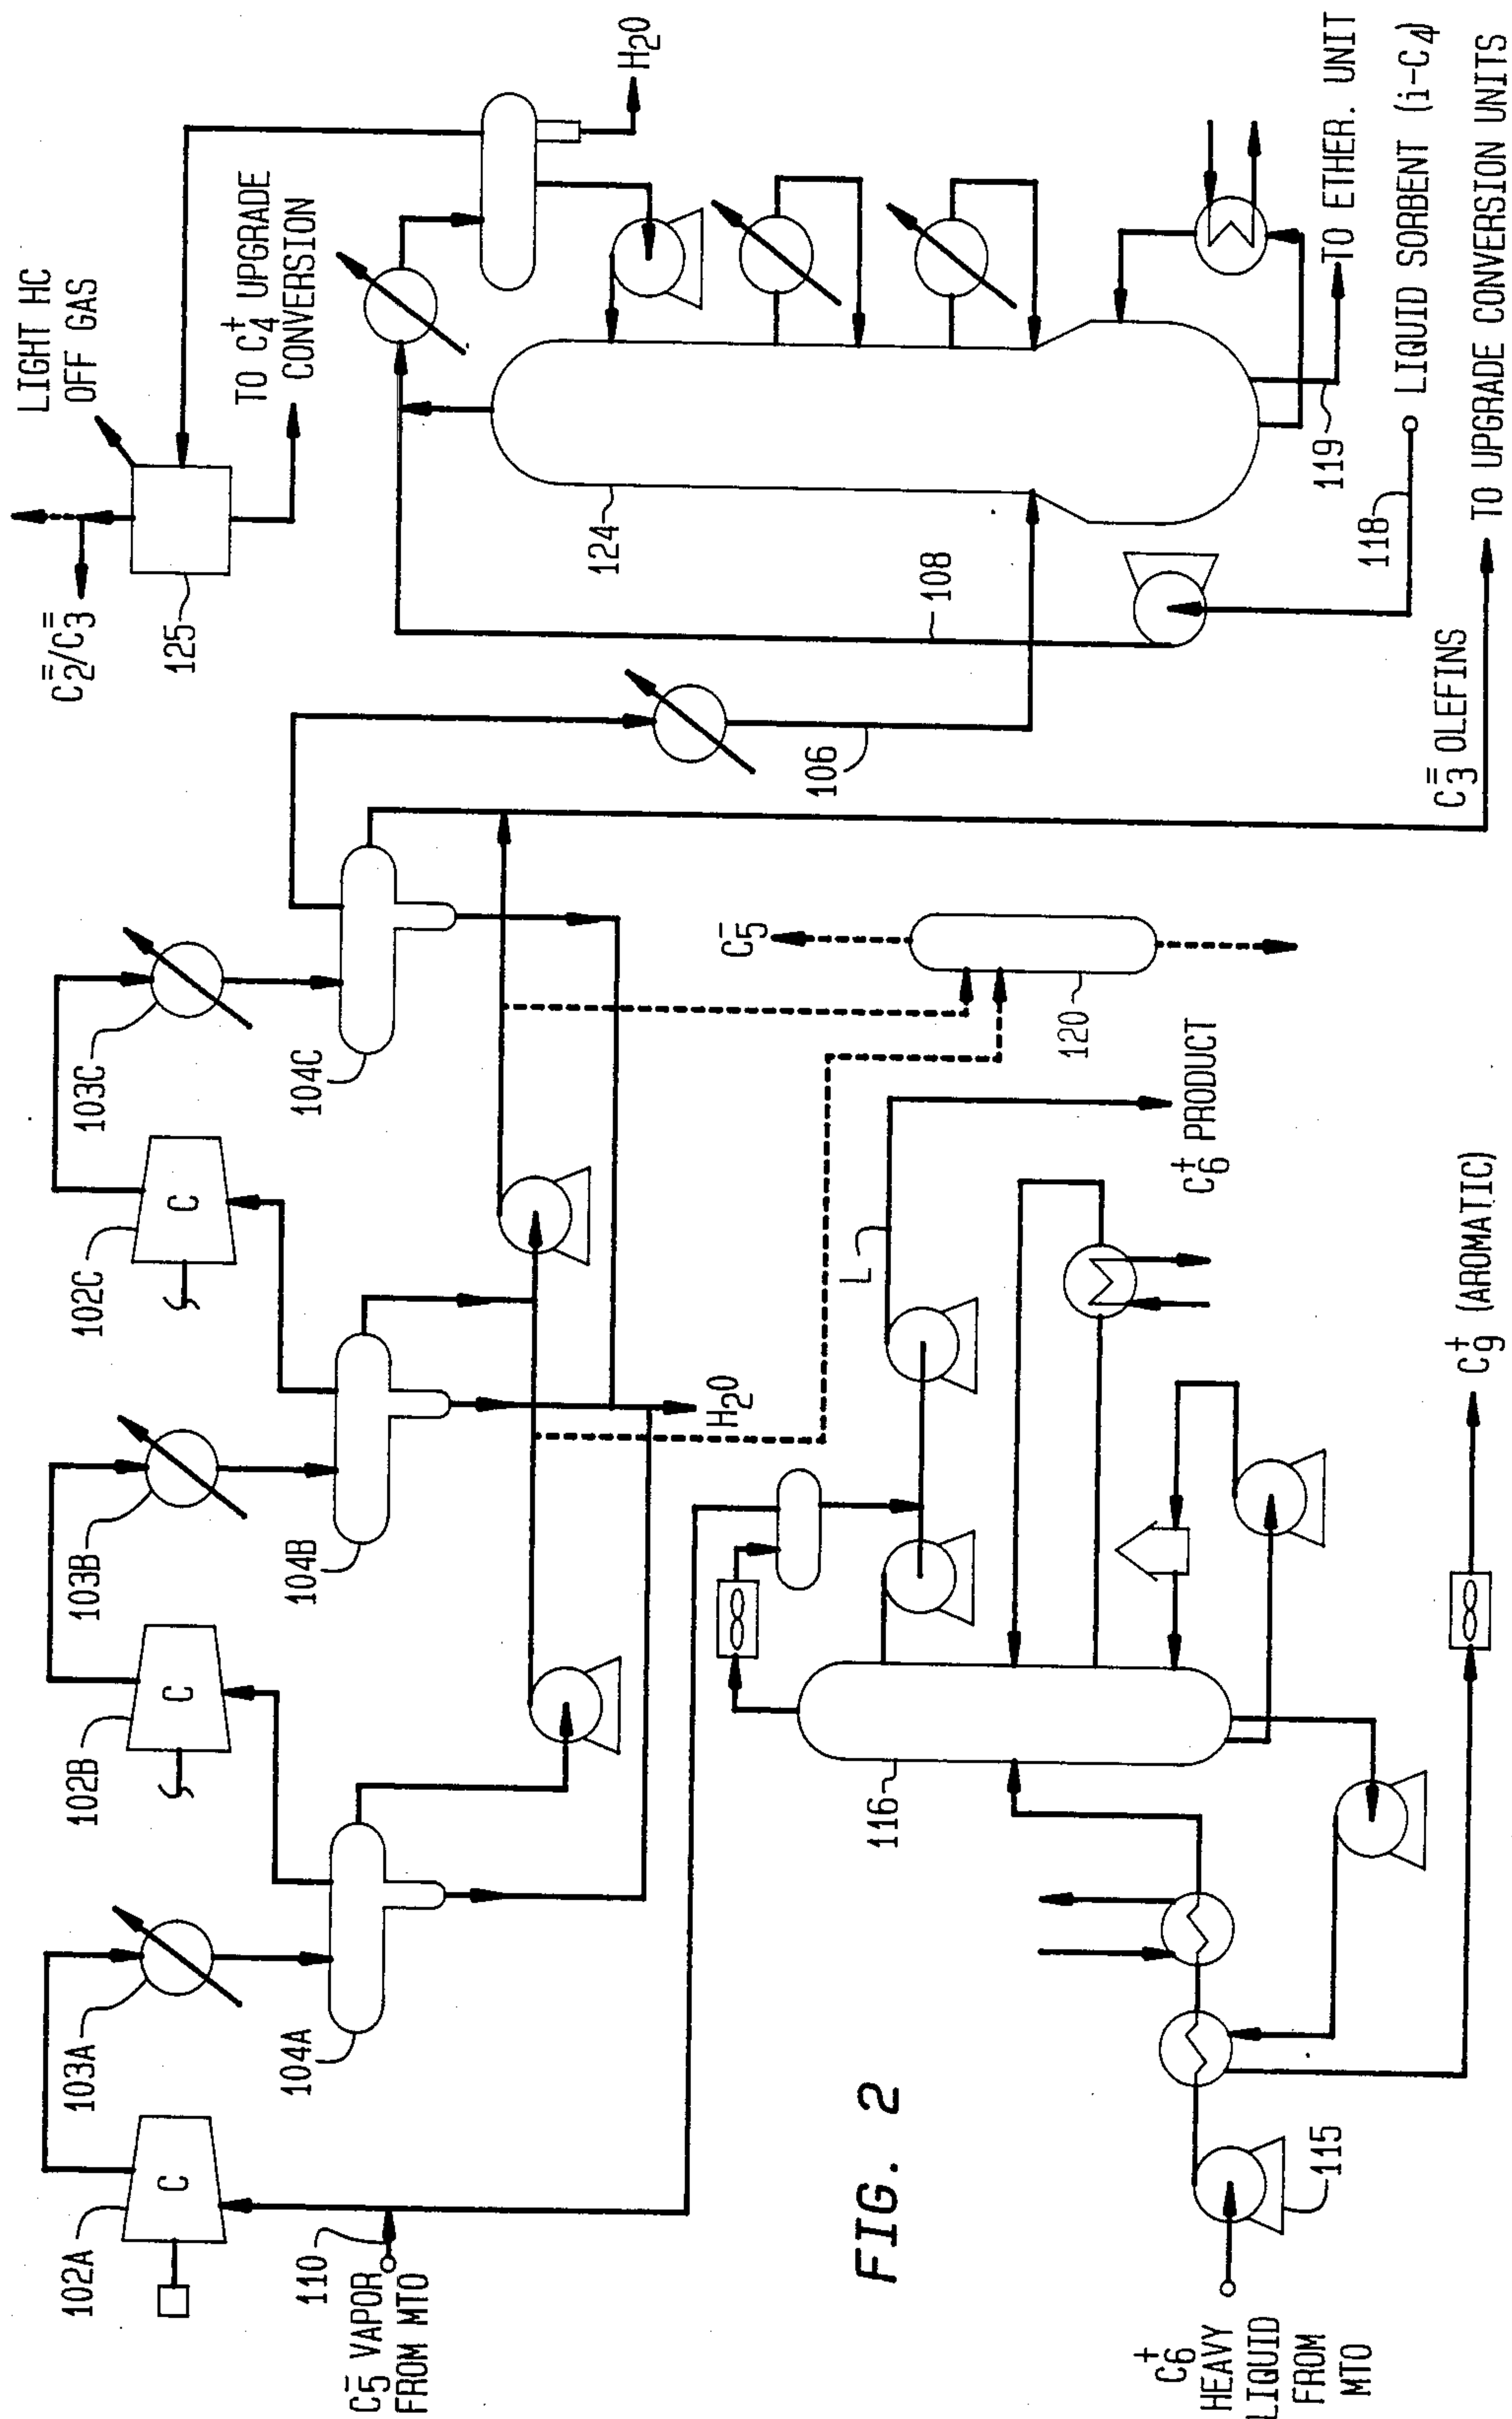 LIGHT HC
OFF GAS
C₂⁼/C₃⁼
125
TO C₄⁺ UPGRADE
CONVERSION
H₂O
124
108
106
119
TO ETHER. UNIT
118
LIQUID SORBENT (i-C₄)
C₃⁼ OLEFINS
TO UPGRADE CONVERSION UNITS
102A
C
103A
104A
102B
C
103B
104B
102C
C
103C
104C
H₂O
C₅⁻
120
110
C₅⁻ VAPOR
FROM MTO
116
L
C₆⁺ PRODUCT
C₉⁺ (AROMATIC)
115
C₆⁺
HEAVY
LIQUID
FROM
MTO
FIG. 2